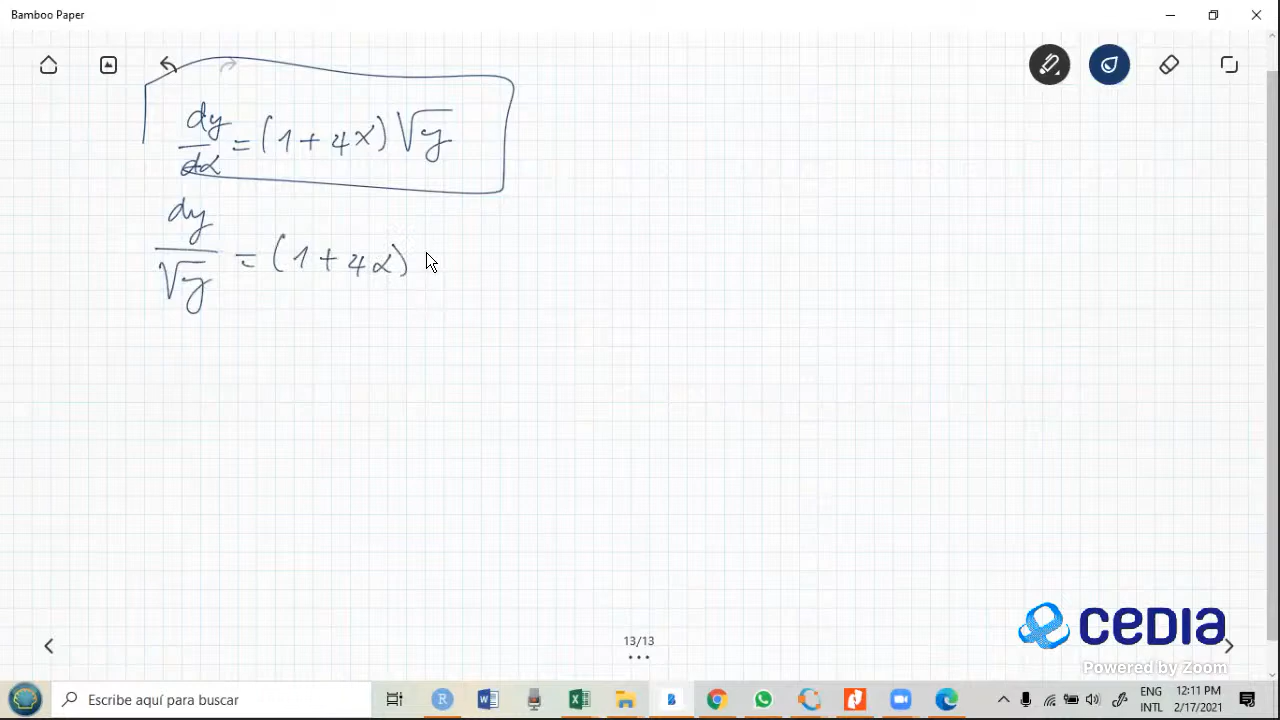 Bamboo Paper
dy/dx = (1+4x) √y
dy/√y = (1+4x)
13/13
cedia
Powered by Zoom
Escribe aquí para buscar
ENG
INTL
12:11 PM
2/17/2021